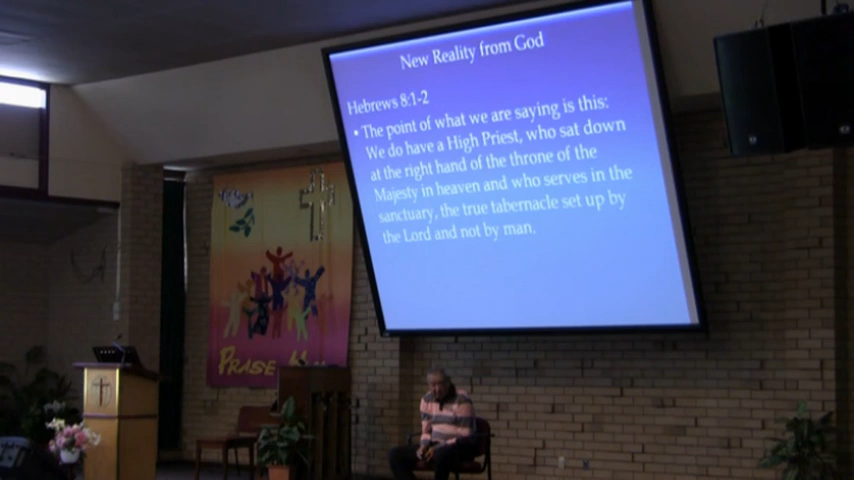 New Reality from God
Hebrews 8:1-2
• The point of what we are saying is this:
We do have a High Priest, who sat down
at the right hand of the throne of the
Majesty in heaven and who serves in the
sanctuary, the true tabernacle set up by
the Lord and not by man.
PRAISE